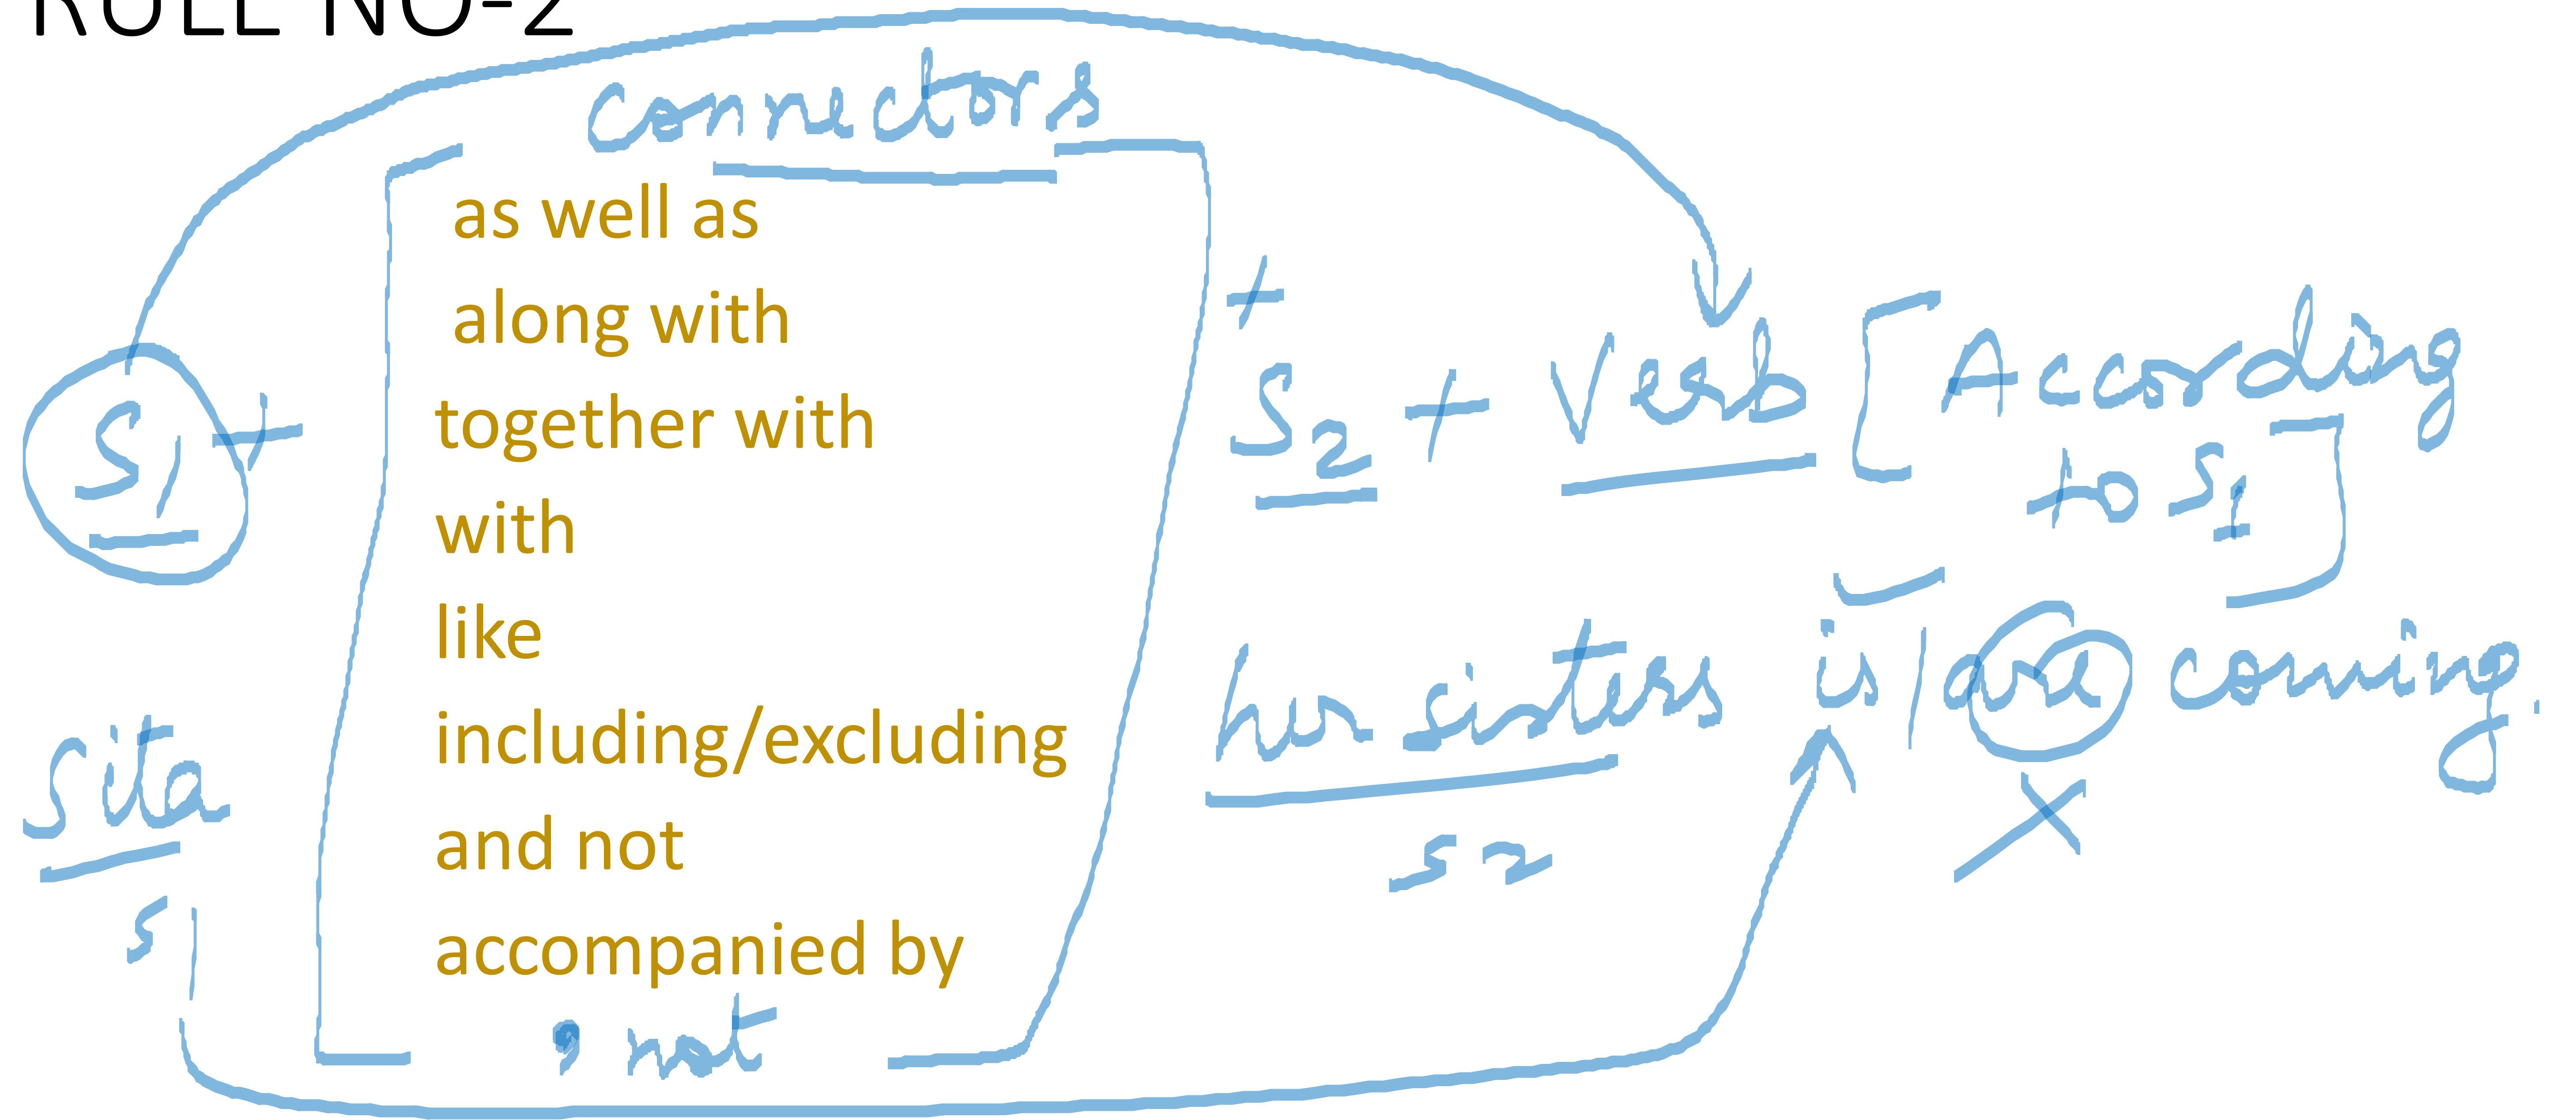 RULE NO-2
Connectors
as well as
along with
together with
with
like
including/excluding
and not
accompanied by
, not
S1 +
+
S2 + Verb [According
to S1]
Sita
S1
her sisters is/are coming.
S2
X